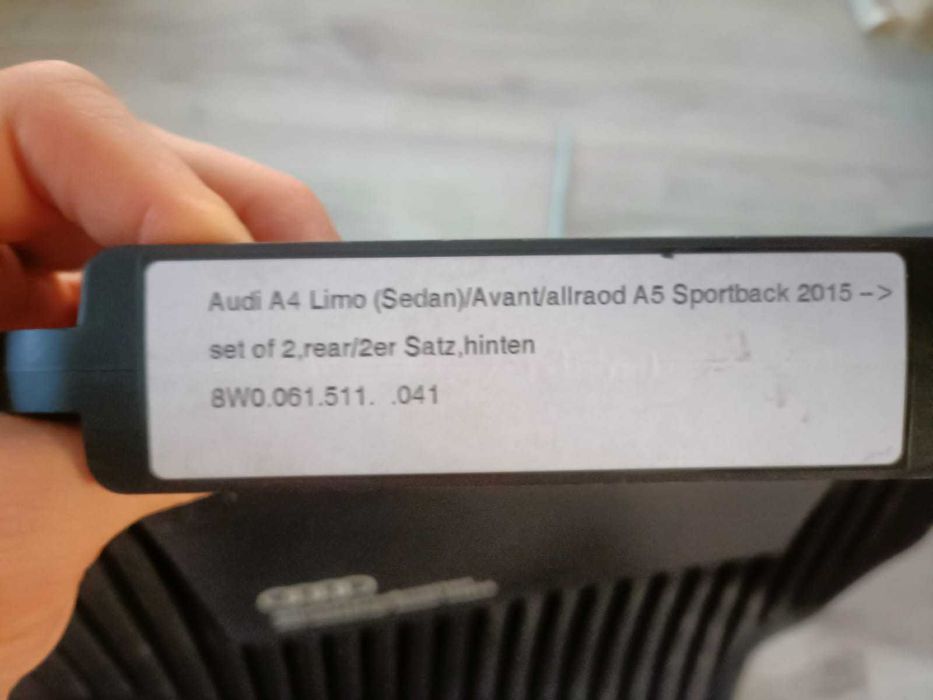 Audi A4 Limo (Sedan)/Avant/allraod A5 Sportback 2015 -->
set of 2,rear/2er Satz,hinten
8W0.061.511. .041